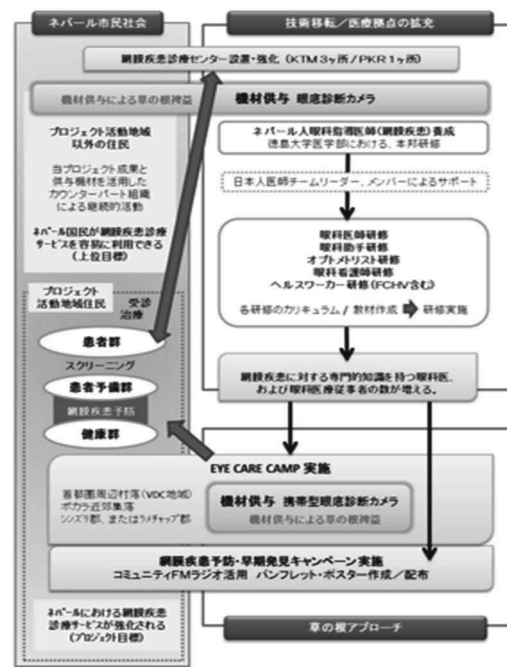 ネパール市民社会
技術移転／医療拠点の拡充
網膜疾患診療センター設置・強化（KTM 3ヶ所／PKR 1ヶ所）
機材供与による草の根裨益
機材供与 眼底診断カメラ
プロジェクト活動地域
以外の住民
当プロジェクト成果と
供与機材を活用した
カウンターパート組織
による継続的活動
ネパール国民が網膜疾患診療
サービスを容易に利用できる
（上位目標）
ネパール人眼科指導医師（網膜疾患）養成
徳島大学医学部における、本邦研修
日本人医師チームリーダー、メンバーによるサポート
眼科医師研修
眼科助手研修
オプトメトリスト研修
眼科看護師研修
ヘルスワーカー研修（FCHV含む）
各研修のカリキュラム / 教材作成
研修実施
プロジェクト
活動地域住民
受診
治療
患者群
スクリーニング
患者予備群
網膜疾患予防
健康群
網膜疾患に対する専門的知識を持つ眼科医、
および眼科医療従事者の数が増える。
EYE CARE CAMP 実施
首都圏周辺村落（VDC地域）
ポカラ近郊集落
シンズリ郡、またはラメチャップ郡
機材供与 携帯型眼底診断カメラ
機材供与による草の根裨益
網膜疾患予防・早期発見キャンペーン実施
コミュニティFMラジオ活用 パンフレット・ポスター作成／配布
ネパールにおける網膜疾患
診療サービスが強化される
（プロジェクト目標）
草の根アプローチ